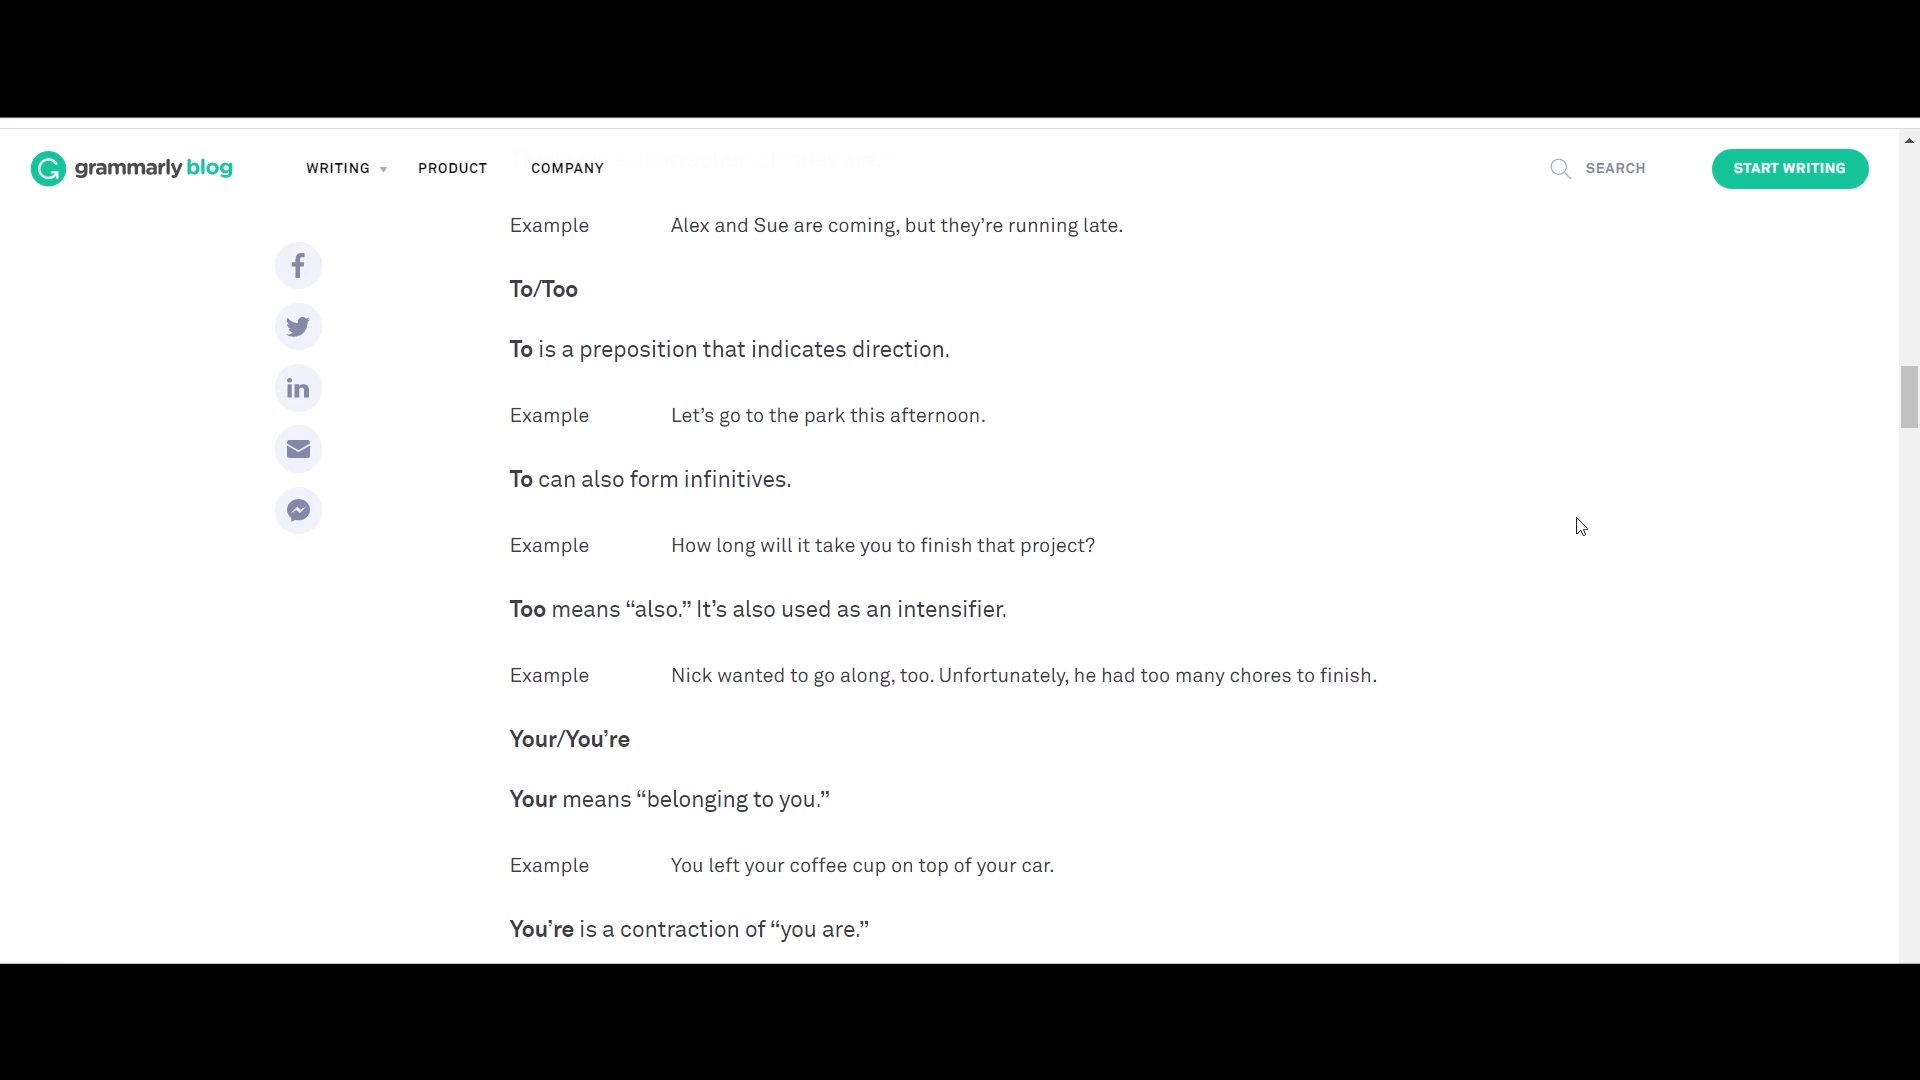 grammarly blog
WRITING
PRODUCT
COMPANY
SEARCH
START WRITING
Example Alex and Sue are coming, but they’re running late.
To/Too
To is a preposition that indicates direction.
Example Let’s go to the park this afternoon.
To can also form infinitives.
Example How long will it take you to finish that project?
Too means “also.” It’s also used as an intensifier.
Example Nick wanted to go along, too. Unfortunately, he had too many chores to finish.
Your/You’re
Your means “belonging to you.”
Example You left your coffee cup on top of your car.
You’re is a contraction of “you are.”